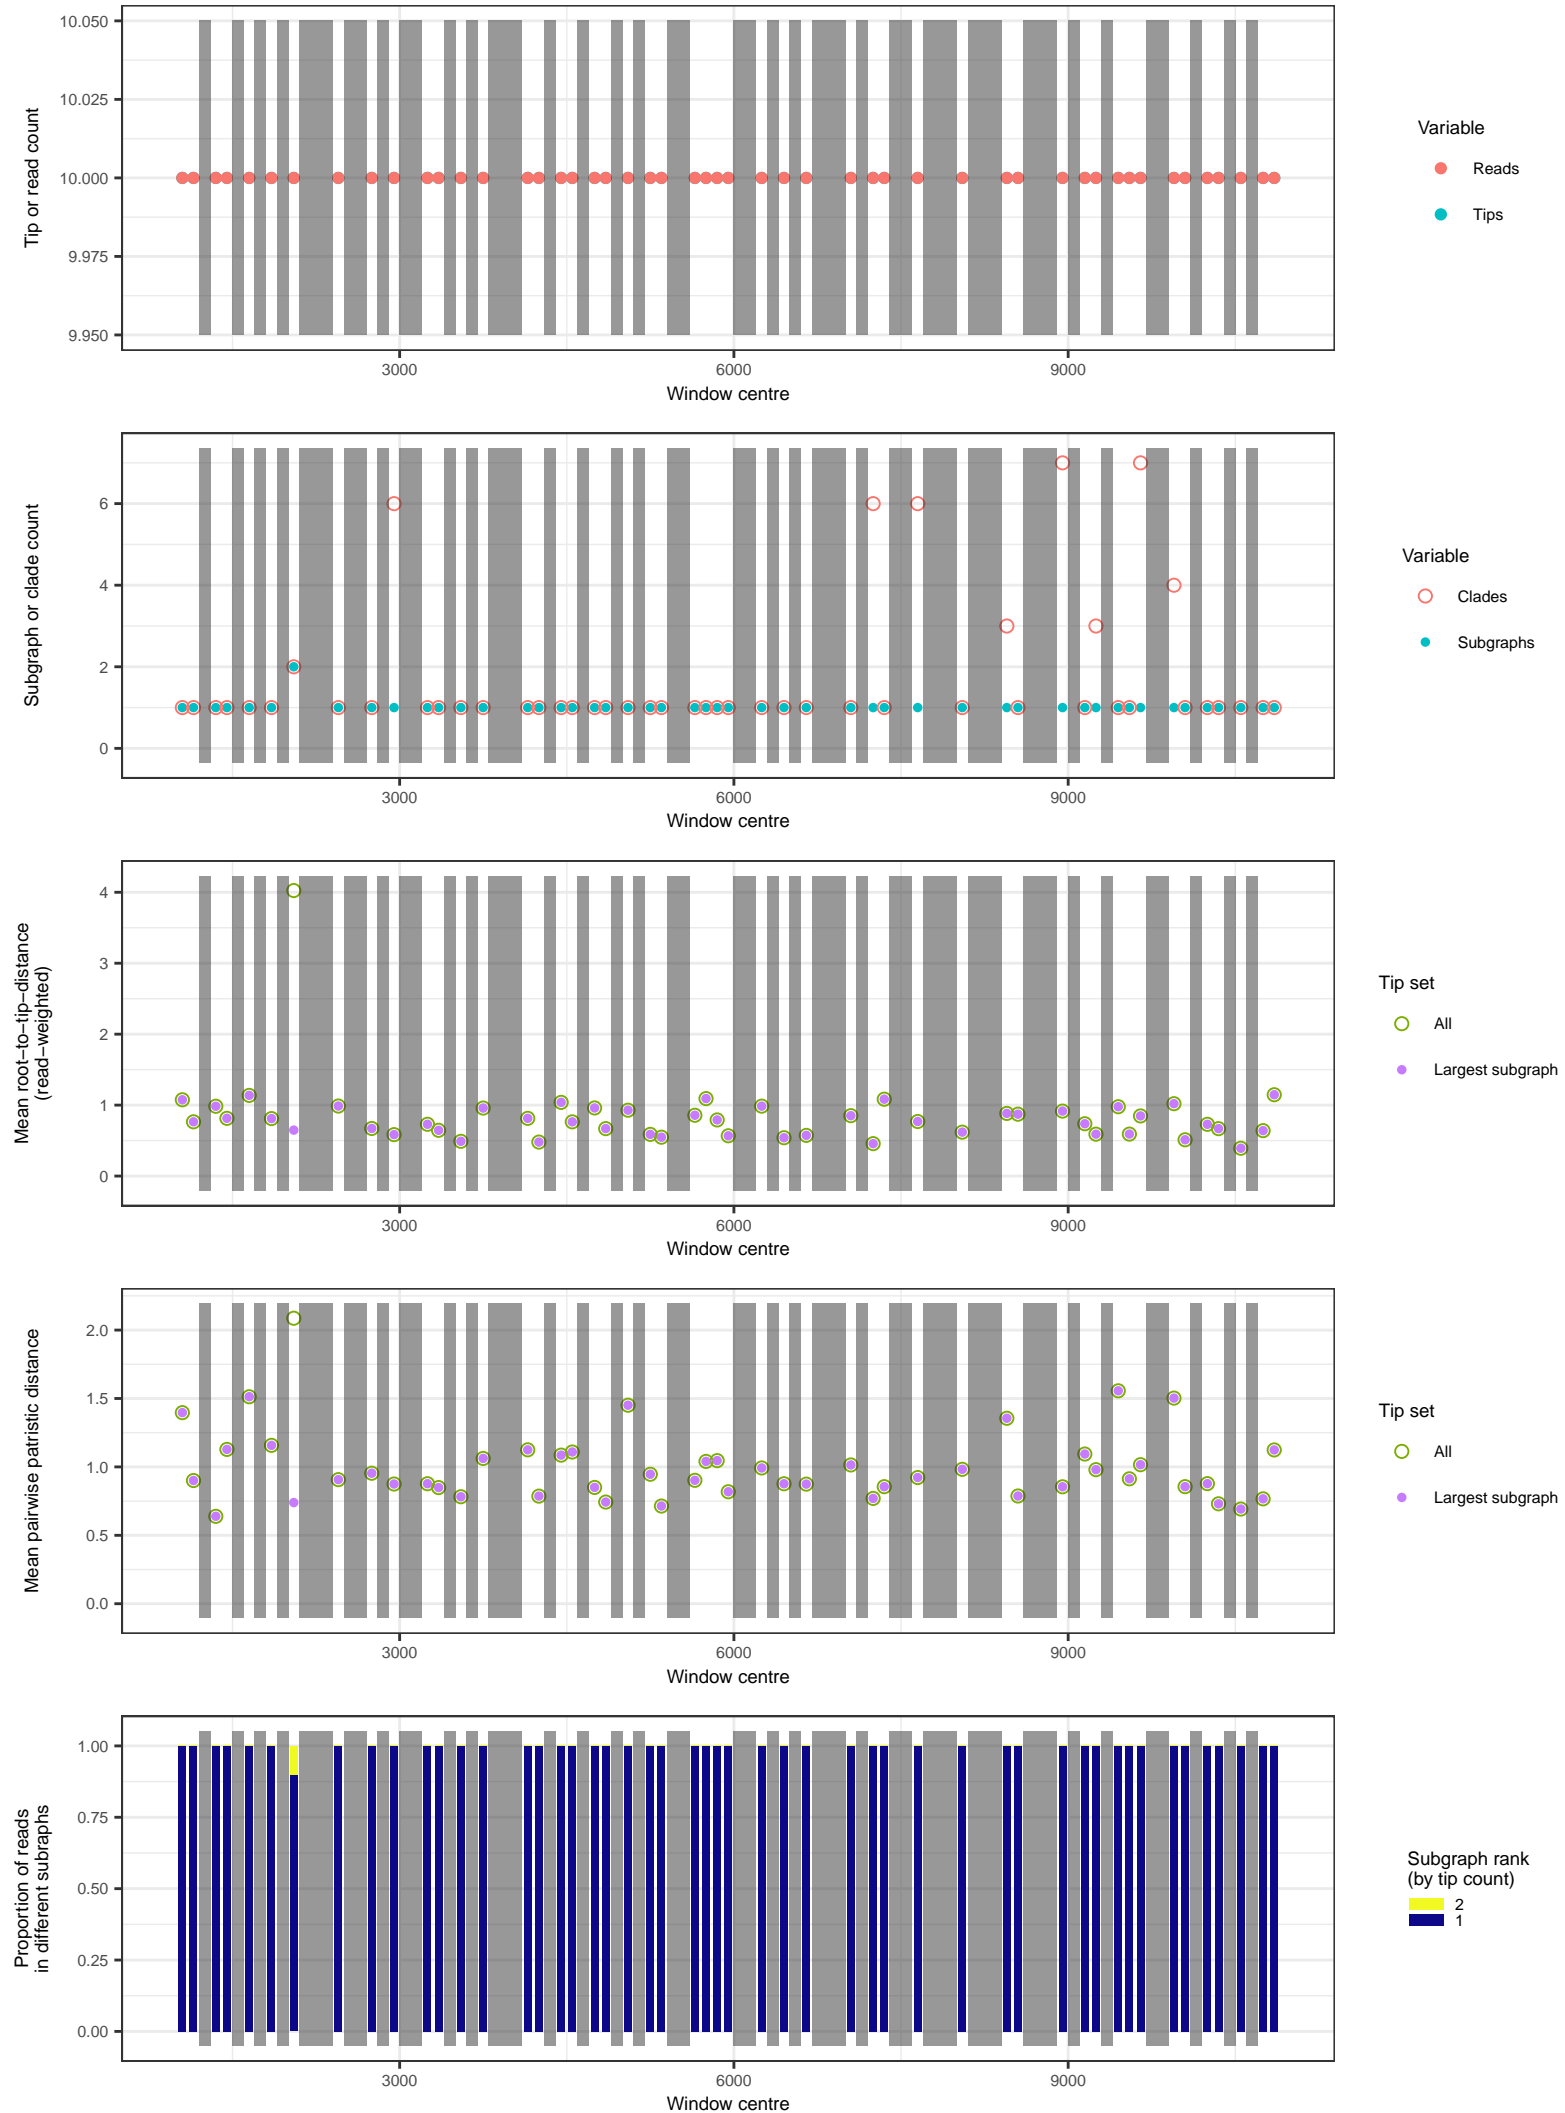 10.050
10.025
10.000
9.975
9.950
Tip or read count
3000
6000
9000
Window centre
Variable
Reads
Tips
6
4
2
0
Subgraph or clade count
3000
6000
9000
Window centre
Variable
Clades
Subgraphs
4
3
2
1
0
Mean root−to−tip−distance
(read−weighted)
3000
6000
9000
Window centre
Tip set
All
Largest subgraph
2.0
1.5
1.0
0.5
0.0
Mean pairwise patristic distance
3000
6000
9000
Window centre
Tip set
All
Largest subgraph
1.00
0.75
0.50
0.25
0.00
Proportion of reads
in different subraphs
3000
6000
9000
Window centre
Subgraph rank
(by tip count)
2
1